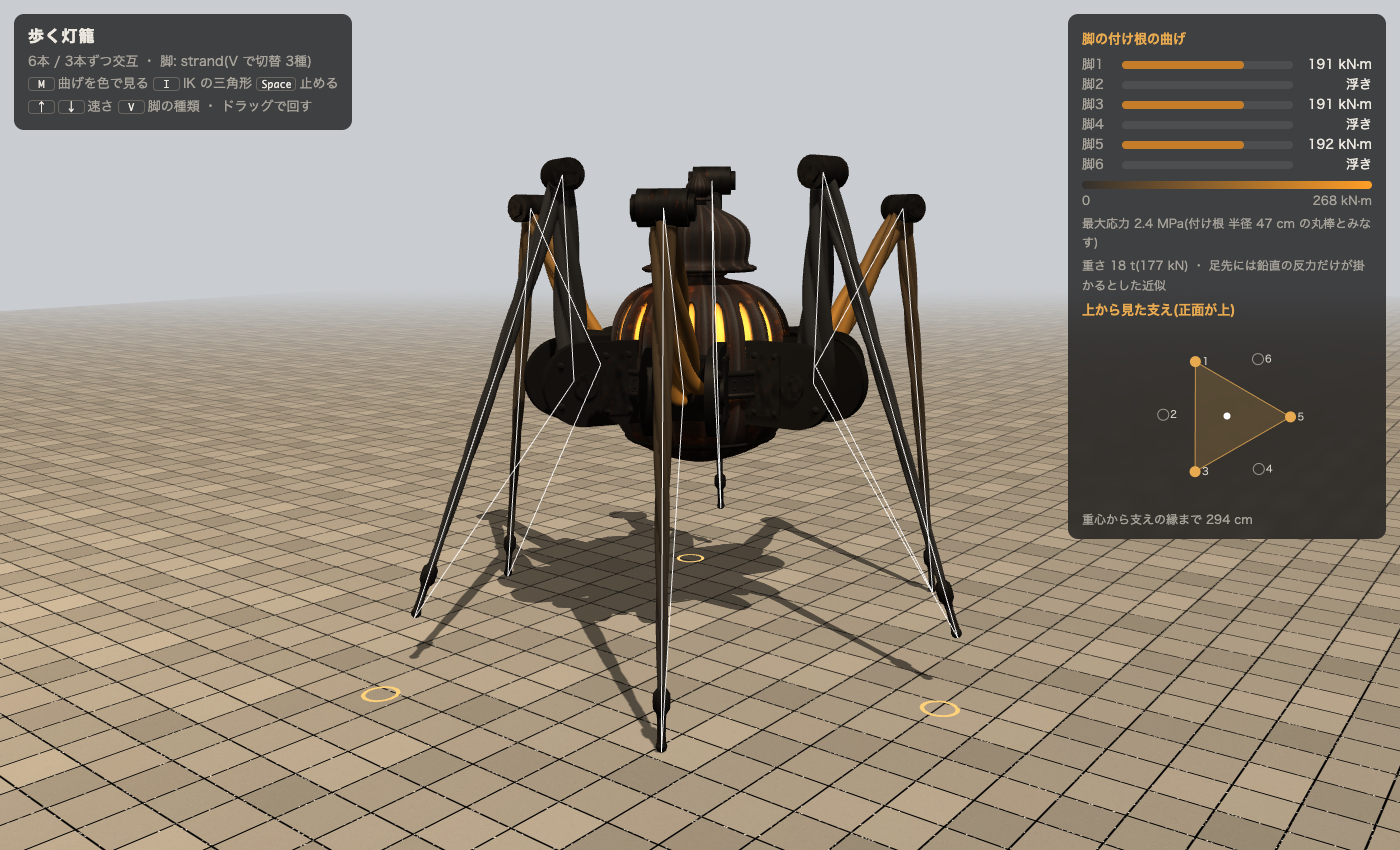 歩く灯籠
6本 / 3本ずつ交互 ・ 脚: strand(V で切替 3種)
M 曲げを色で見る I IK の三角形 Space 止める
↑ ↓ 速さ V 脚の種類 ・ ドラッグで回す
脚の付け根の曲げ
脚1 191 kN·m
脚2 浮き
脚3 191 kN·m
脚4 浮き
脚5 192 kN·m
脚6 浮き
0 268 kN·m
最大応力 2.4 MPa(付け根 半径 47 cm の丸棒とみな
す)
重さ 18 t(177 kN) ・ 足先には鉛直の反力だけが掛
かるとした近似
上から見た支え(正面が上)
1 6
2 5
3 4
重心から支えの縁まで 294 cm